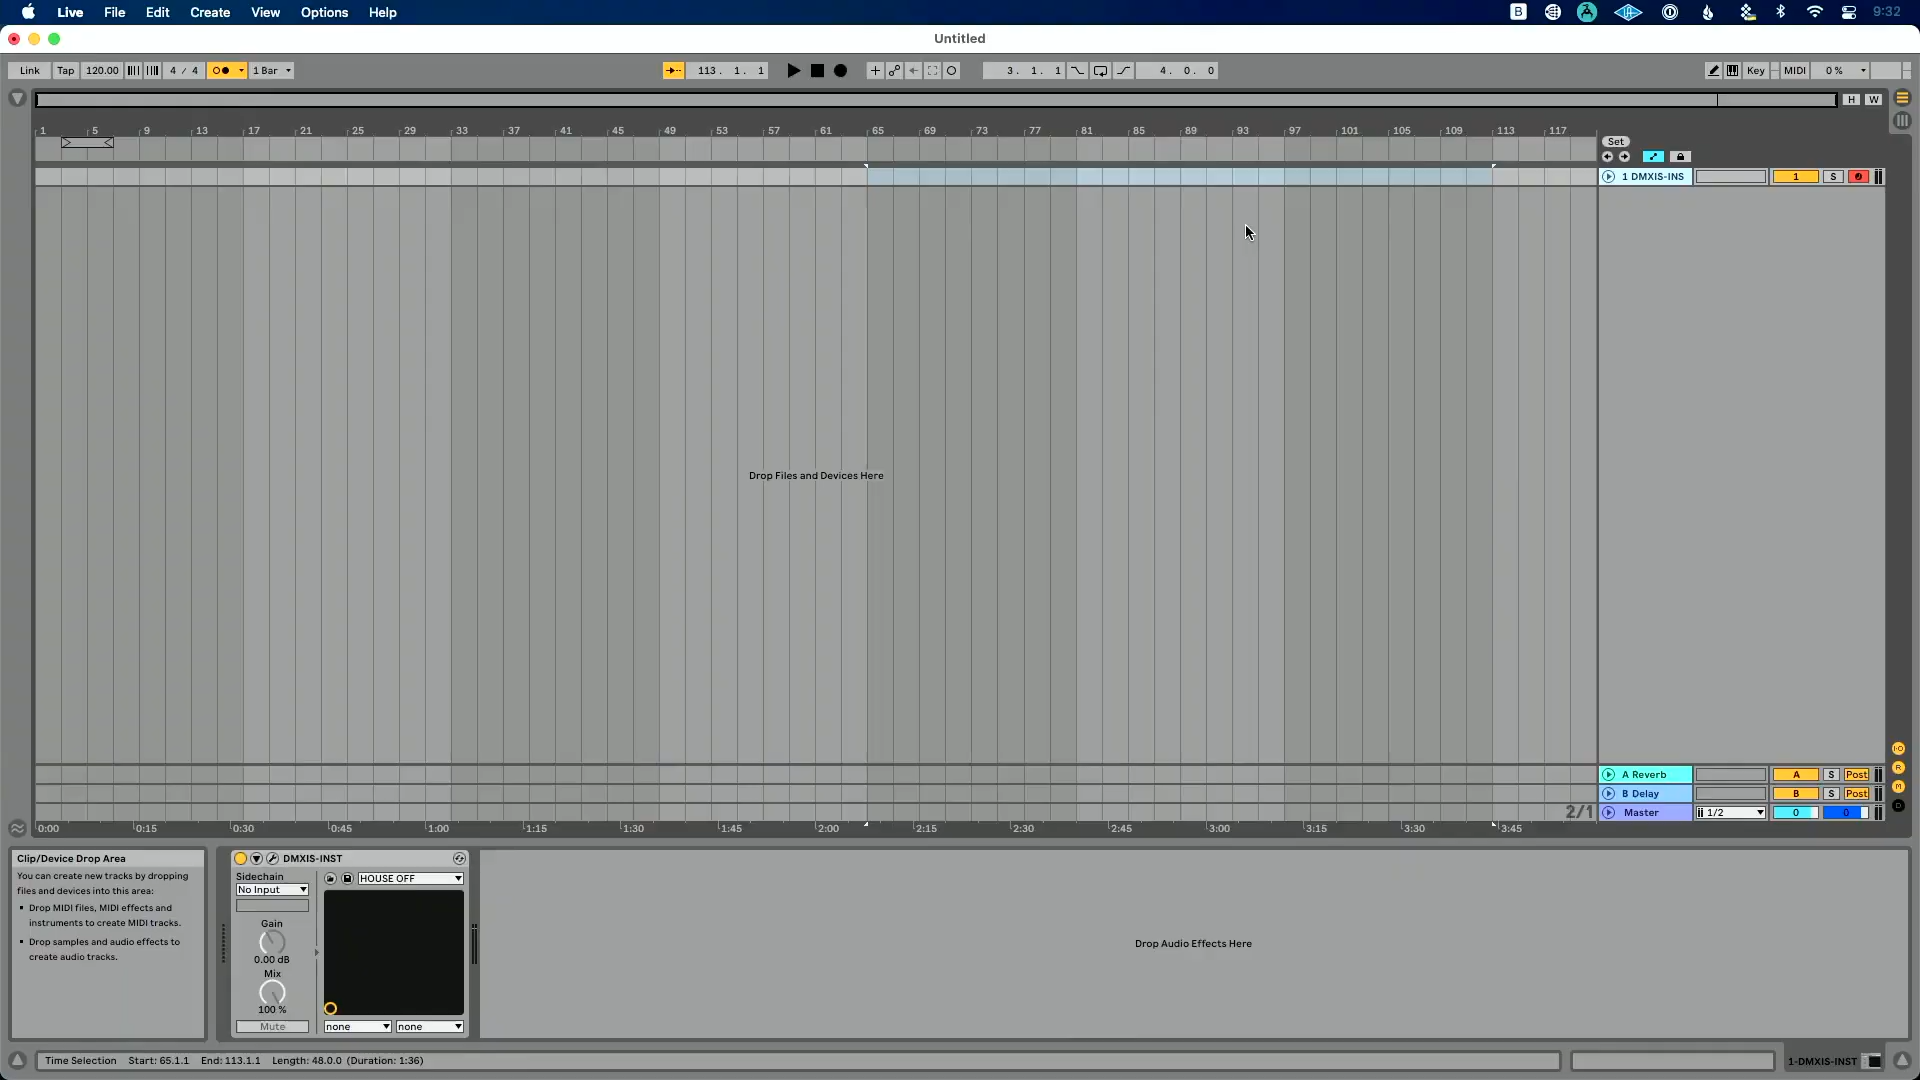 Live File Edit Create View Options Help 9:32
Untitled
Link Tap 120.00 4 / 4 1 Bar 113. 1. 1 3. 1. 1 4. 0. 0 Key MIDI 0 %
H W
1 5 9 13 17 21 25 29 33 37 41 45 49 53 57 61 65 69 73 77 81 85 89 93 97 101 105 109 113 117
Set
1 DMXIS-INS 1 S
Drop Files and Devices Here
A Reverb A S Post
B Delay B S Post
2/1 Master 1/2 0 0
0:00 0:15 0:30 0:45 1:00 1:15 1:30 1:45 2:00 2:15 2:30 2:45 3:00 3:15 3:30 3:45
Clip/Device Drop Area
You can create new tracks by dropping
files and devices into this area:
Drop MIDI files, MIDI effects and
instruments to create MIDI tracks.
Drop samples and audio effects to
create audio tracks.
DMXIS-INST
Sidechain
No Input
HOUSE OFF
Gain
0.00 dB
Mix
100 %
Mute
none none
Drop Audio Effects Here
Time Selection Start: 65.1.1 End: 113.1.1 Length: 48.0.0 (Duration: 1:36)
1-DMXIS-INST